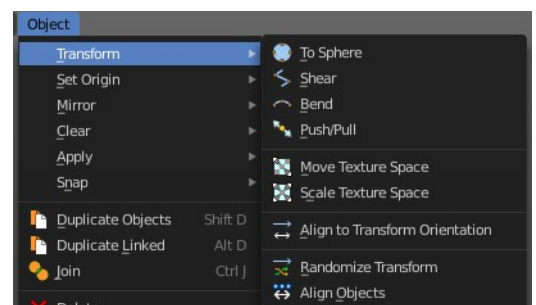 Object
Transform
Set Origin
Mirror
Clear
Apply
Snap
Duplicate Objects Shift D
Duplicate Linked Alt D
Join Ctrl J
To Sphere
Shear
Bend
Push/Pull
Move Texture Space
Scale Texture Space
Align to Transform Orientation
Randomize Transform
Align Objects